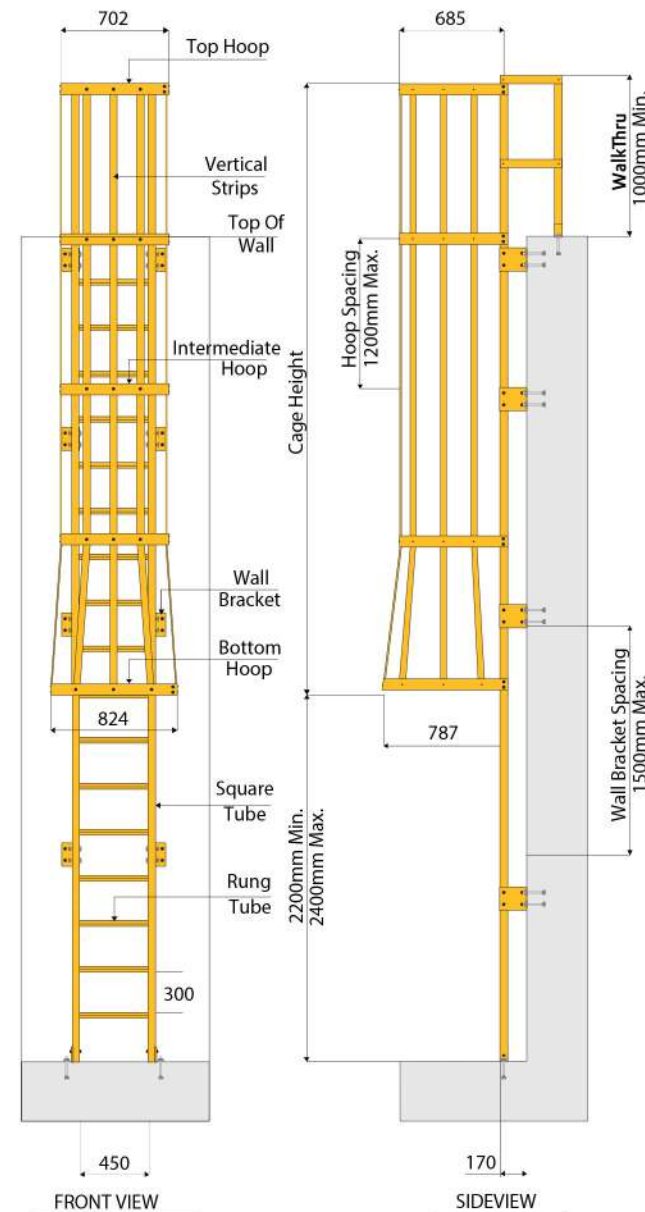 702
685
Top Hoop
WalkThru
1000mm Min.
Vertical
Strips
Top Of
Wall
Hoop Spacing
1200mm Max.
Intermediate
Hoop
Cage Height
Wall
Bracket
Bottom
Hoop
824
787
Wall Bracket Spacing
1500mm Max.
Square
Tube
2200mm Min.
2400mm Max.
Rung
Tube
300
450
170
FRONT VIEW
SIDEVIEW